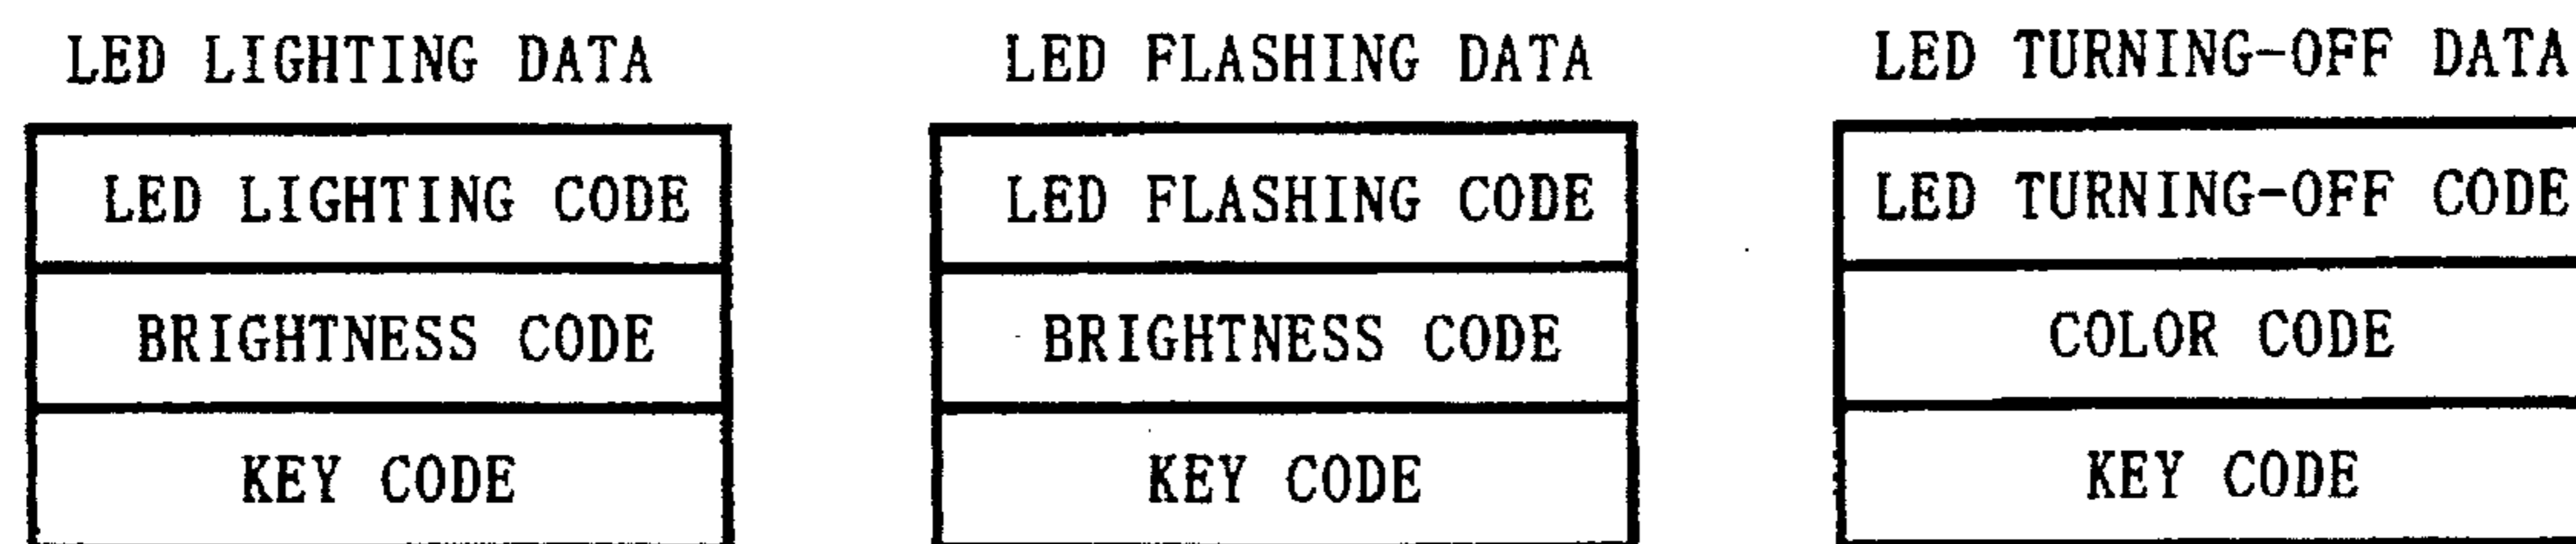 LED LIGHTING DATA
LED LIGHTING CODE
BRIGHTNESS CODE
KEY CODE
LED FLASHING DATA
LED FLASHING CODE
BRIGHTNESS CODE
KEY CODE
LED TURNING-OFF DATA
LED TURNING-OFF CODE
COLOR CODE
KEY CODE